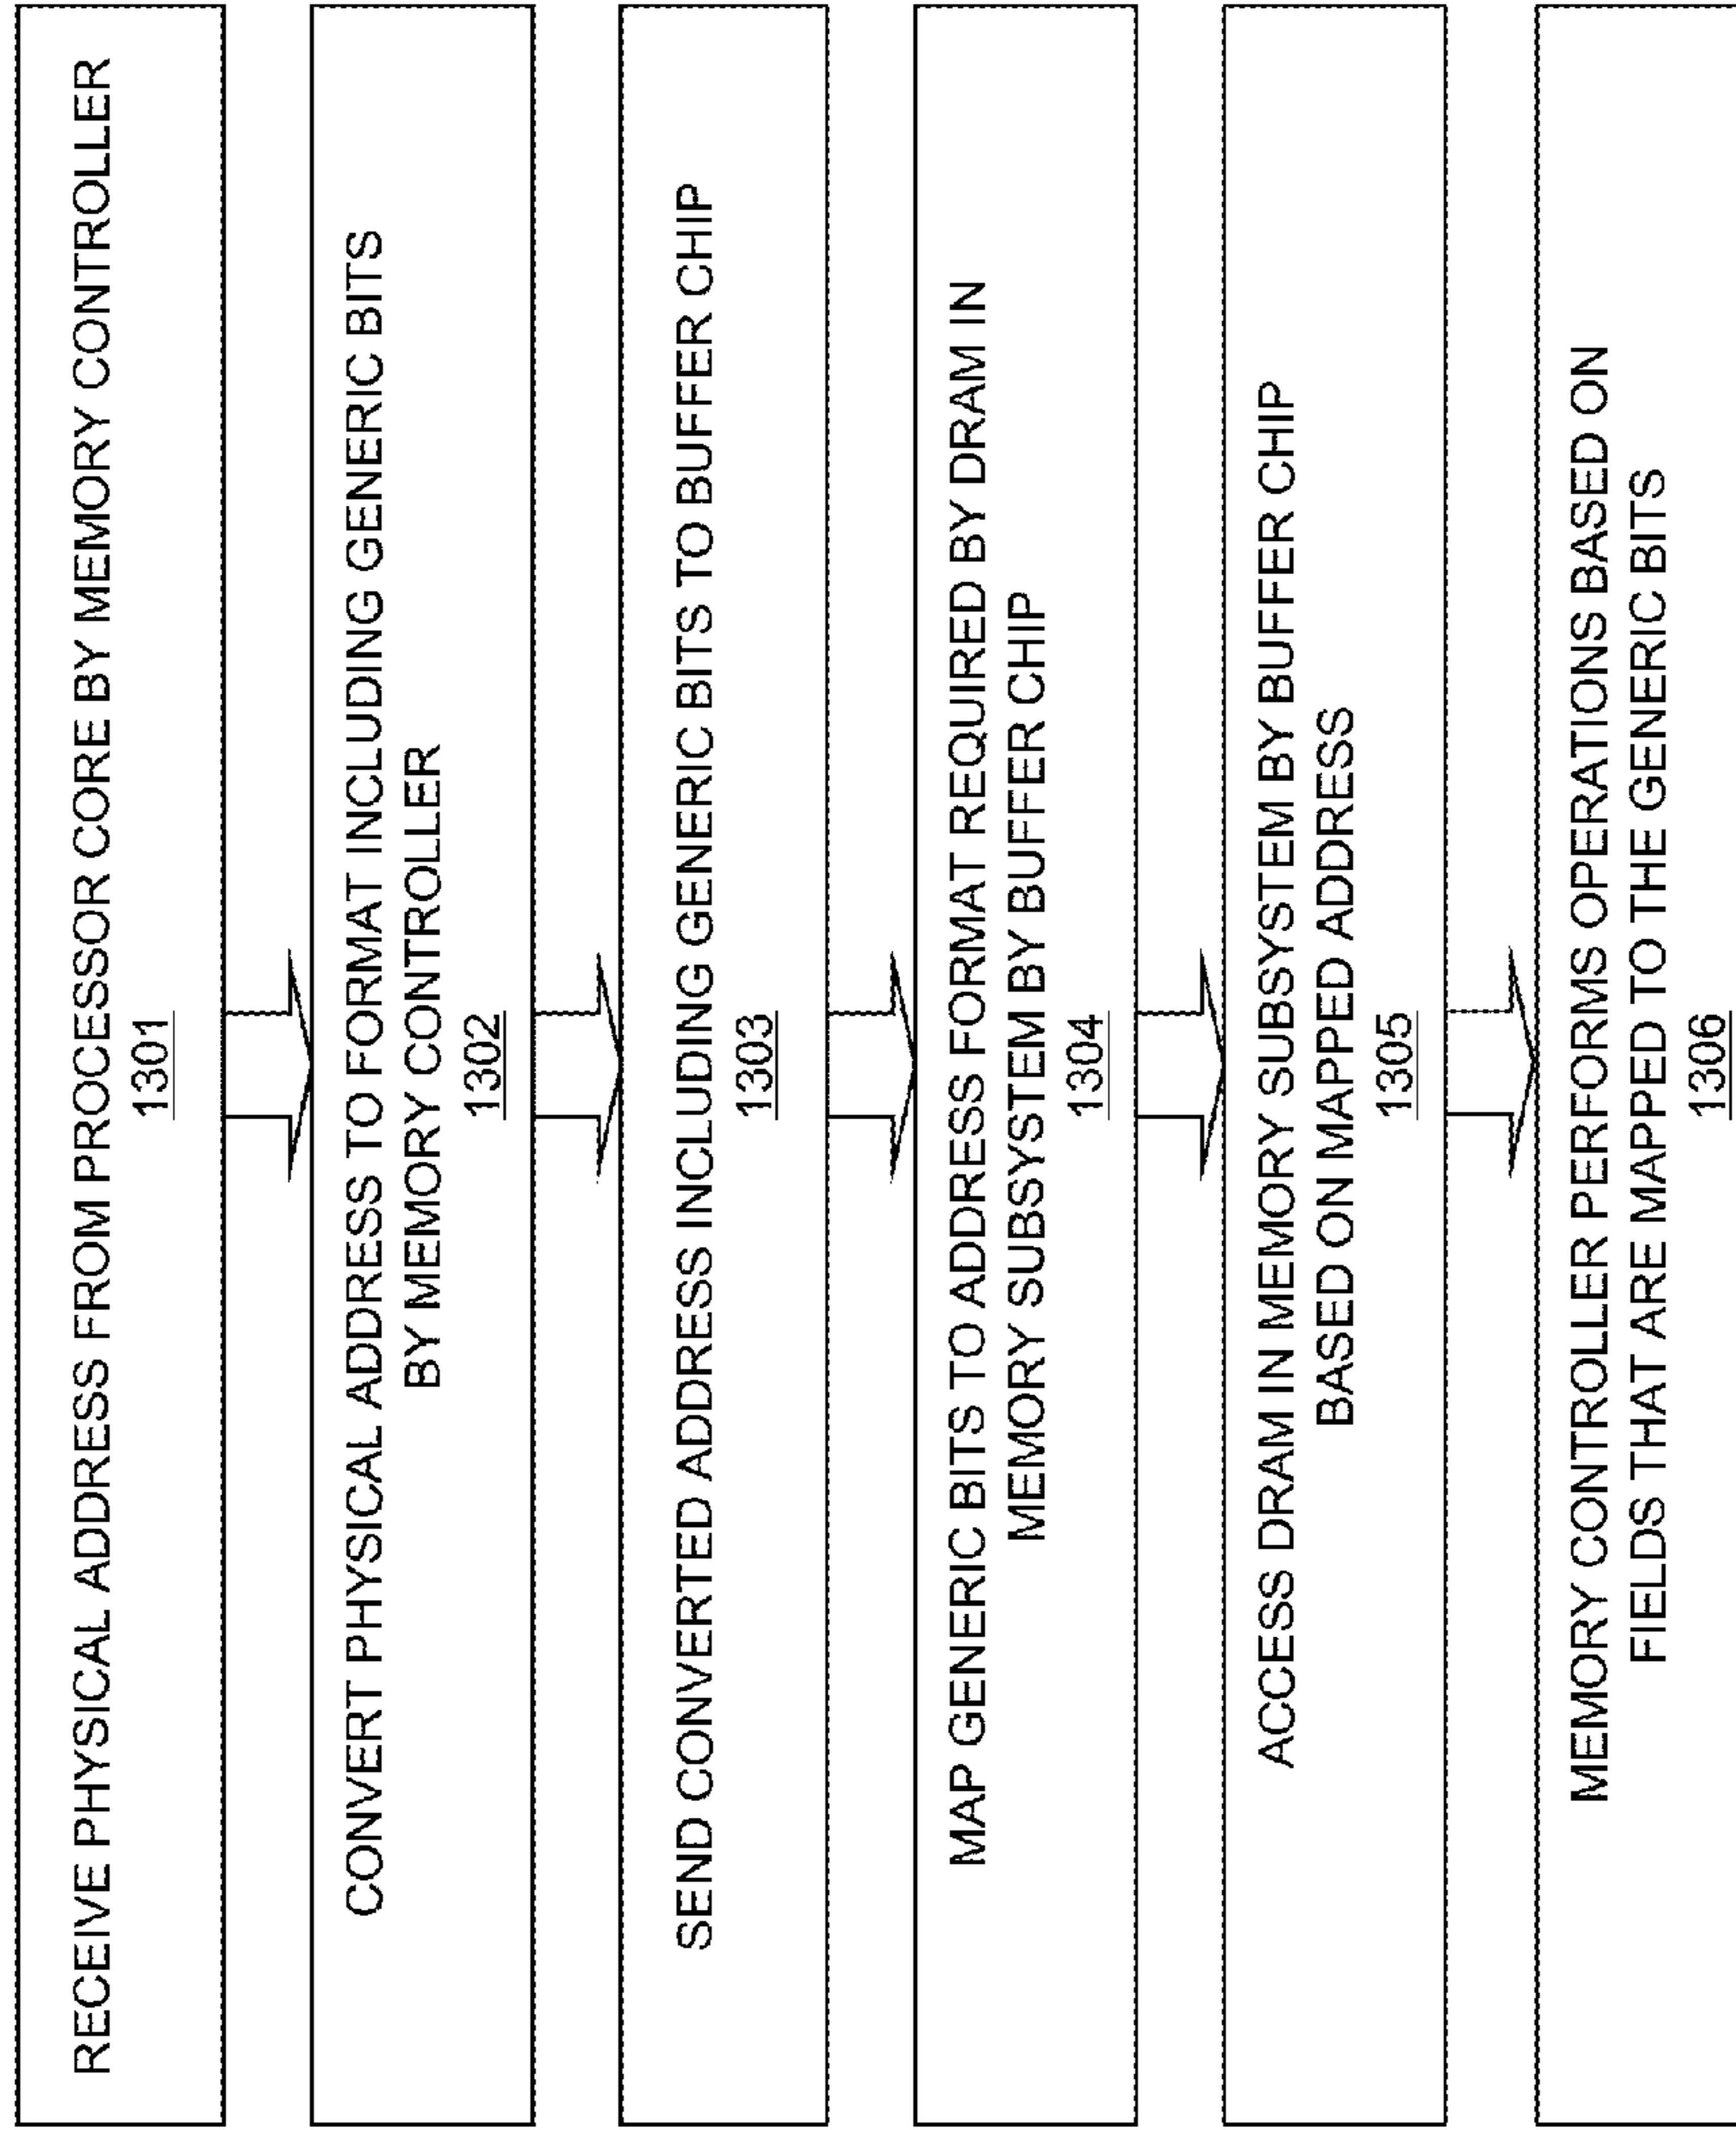 RECEIVE PHYSICAL ADDRESS FROM PROCESSOR CORE BY MEMORY CONTROLLER
1301
CONVERT PHYSICAL ADDRESS TO FORMAT INCLUDING GENERIC BITS
BY MEMORY CONTROLLER
1302
SEND CONVERTED ADDRESS INCLUDING GENERIC BITS TO BUFFER CHIP
1303
MAP GENERIC BITS TO ADDRESS FORMAT REQUIRED BY DRAM IN
MEMORY SUBSYSTEM BY BUFFER CHIP
1304
ACCESS DRAM IN MEMORY SUBSYSTEM BY BUFFER CHIP
BASED ON MAPPED ADDRESS
1305
MEMORY CONTROLLER PERFORMS OPERATIONS BASED ON
FIELDS THAT ARE MAPPED TO THE GENERIC BITS
1306